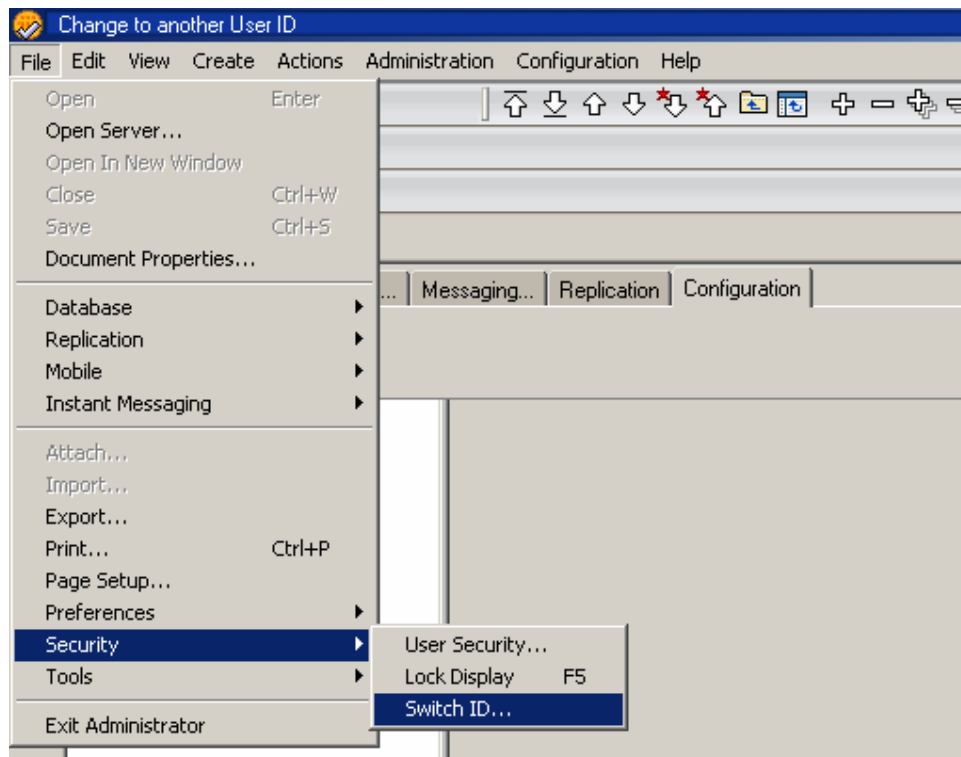 Change to another User ID
File Edit View Create Actions Administration Configuration Help
Open Enter
Open Server...
Open In New Window
Close Ctrl+W
Save Ctrl+S
Document Properties...
... Messaging... Replication Configuration
Database
Replication
Mobile
Instant Messaging
Attach...
Import...
Export...
Print... Ctrl+P
Page Setup...
Preferences
Security
User Security...
Tools
Lock Display F5
Switch ID...
Exit Administrator